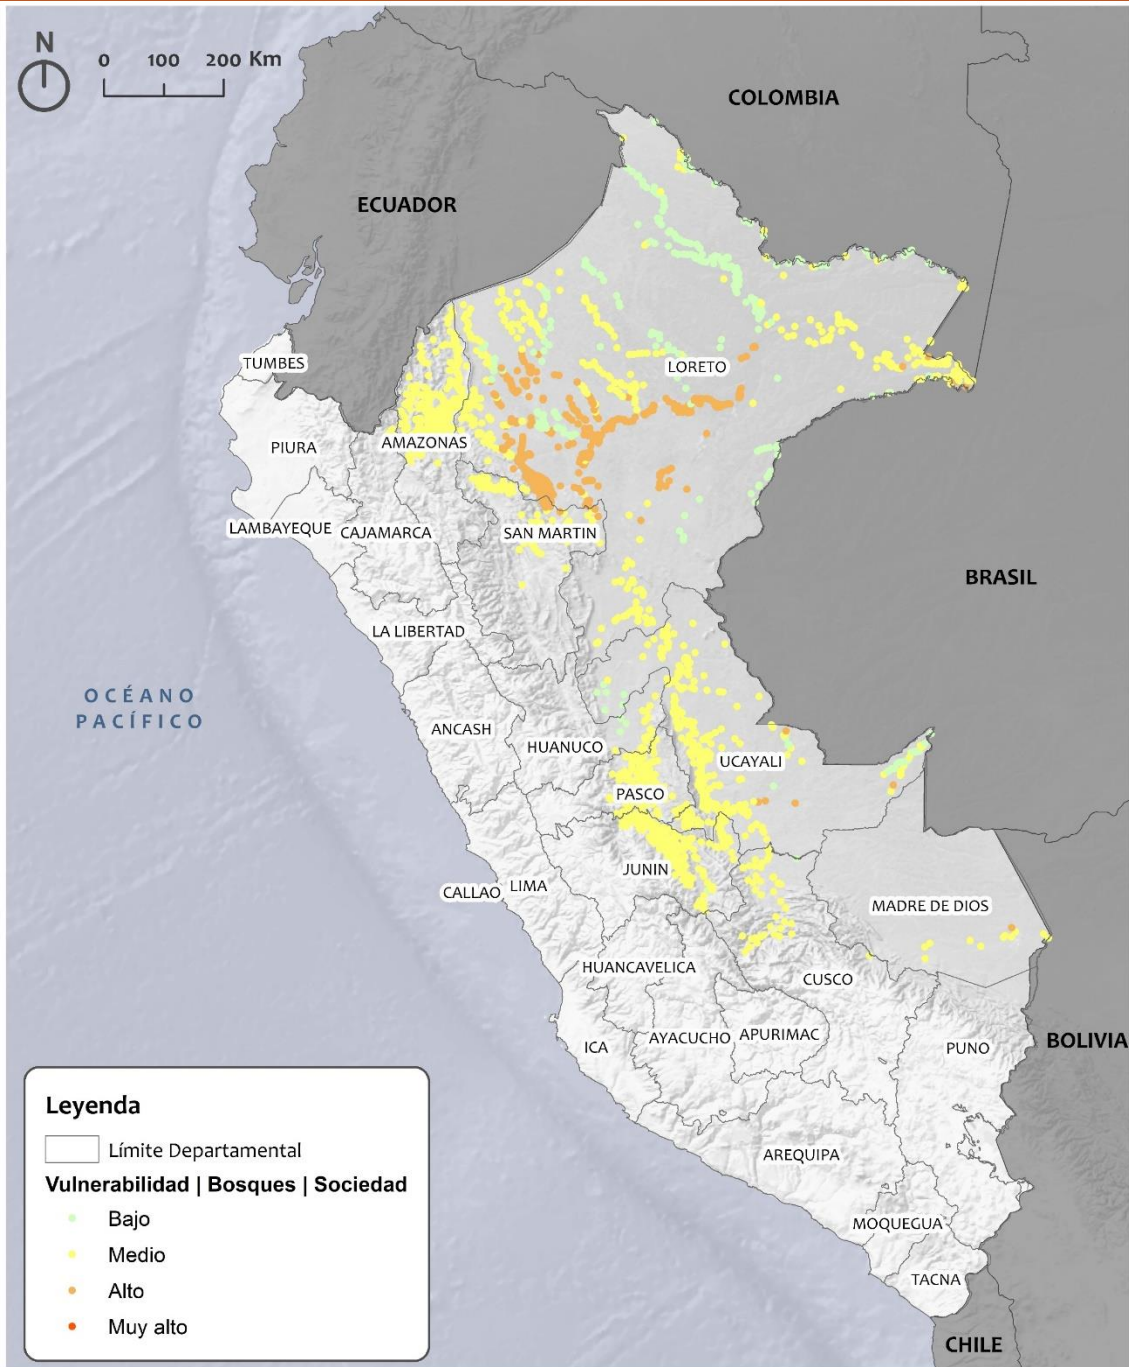 N
0 100 200 Km
COLOMBIA
ECUADOR
TUMBES
LORETO
PIURA
AMAZONAS
LAMBAYEQUE
CAJAMARCA
SAN MARTIN
BRASIL
LA LIBERTAD
OCÉANO
PACÍFICO
ANCASH
HUANUCO
UCAYALI
PASCO
JUNIN
CALLAO
LIMA
MADRE DE DIOS
HUANCAVELICA
CUSCO
ICA
AYACUCHO
APURIMAC
PUNO
BOLIVIA
AREQUIPA
MOQUEGUA
TACNA
CHILE
Leyenda
Límite Departamental
Vulnerabilidad | Bosques | Sociedad
Bajo
Medio
Alto
Muy alto